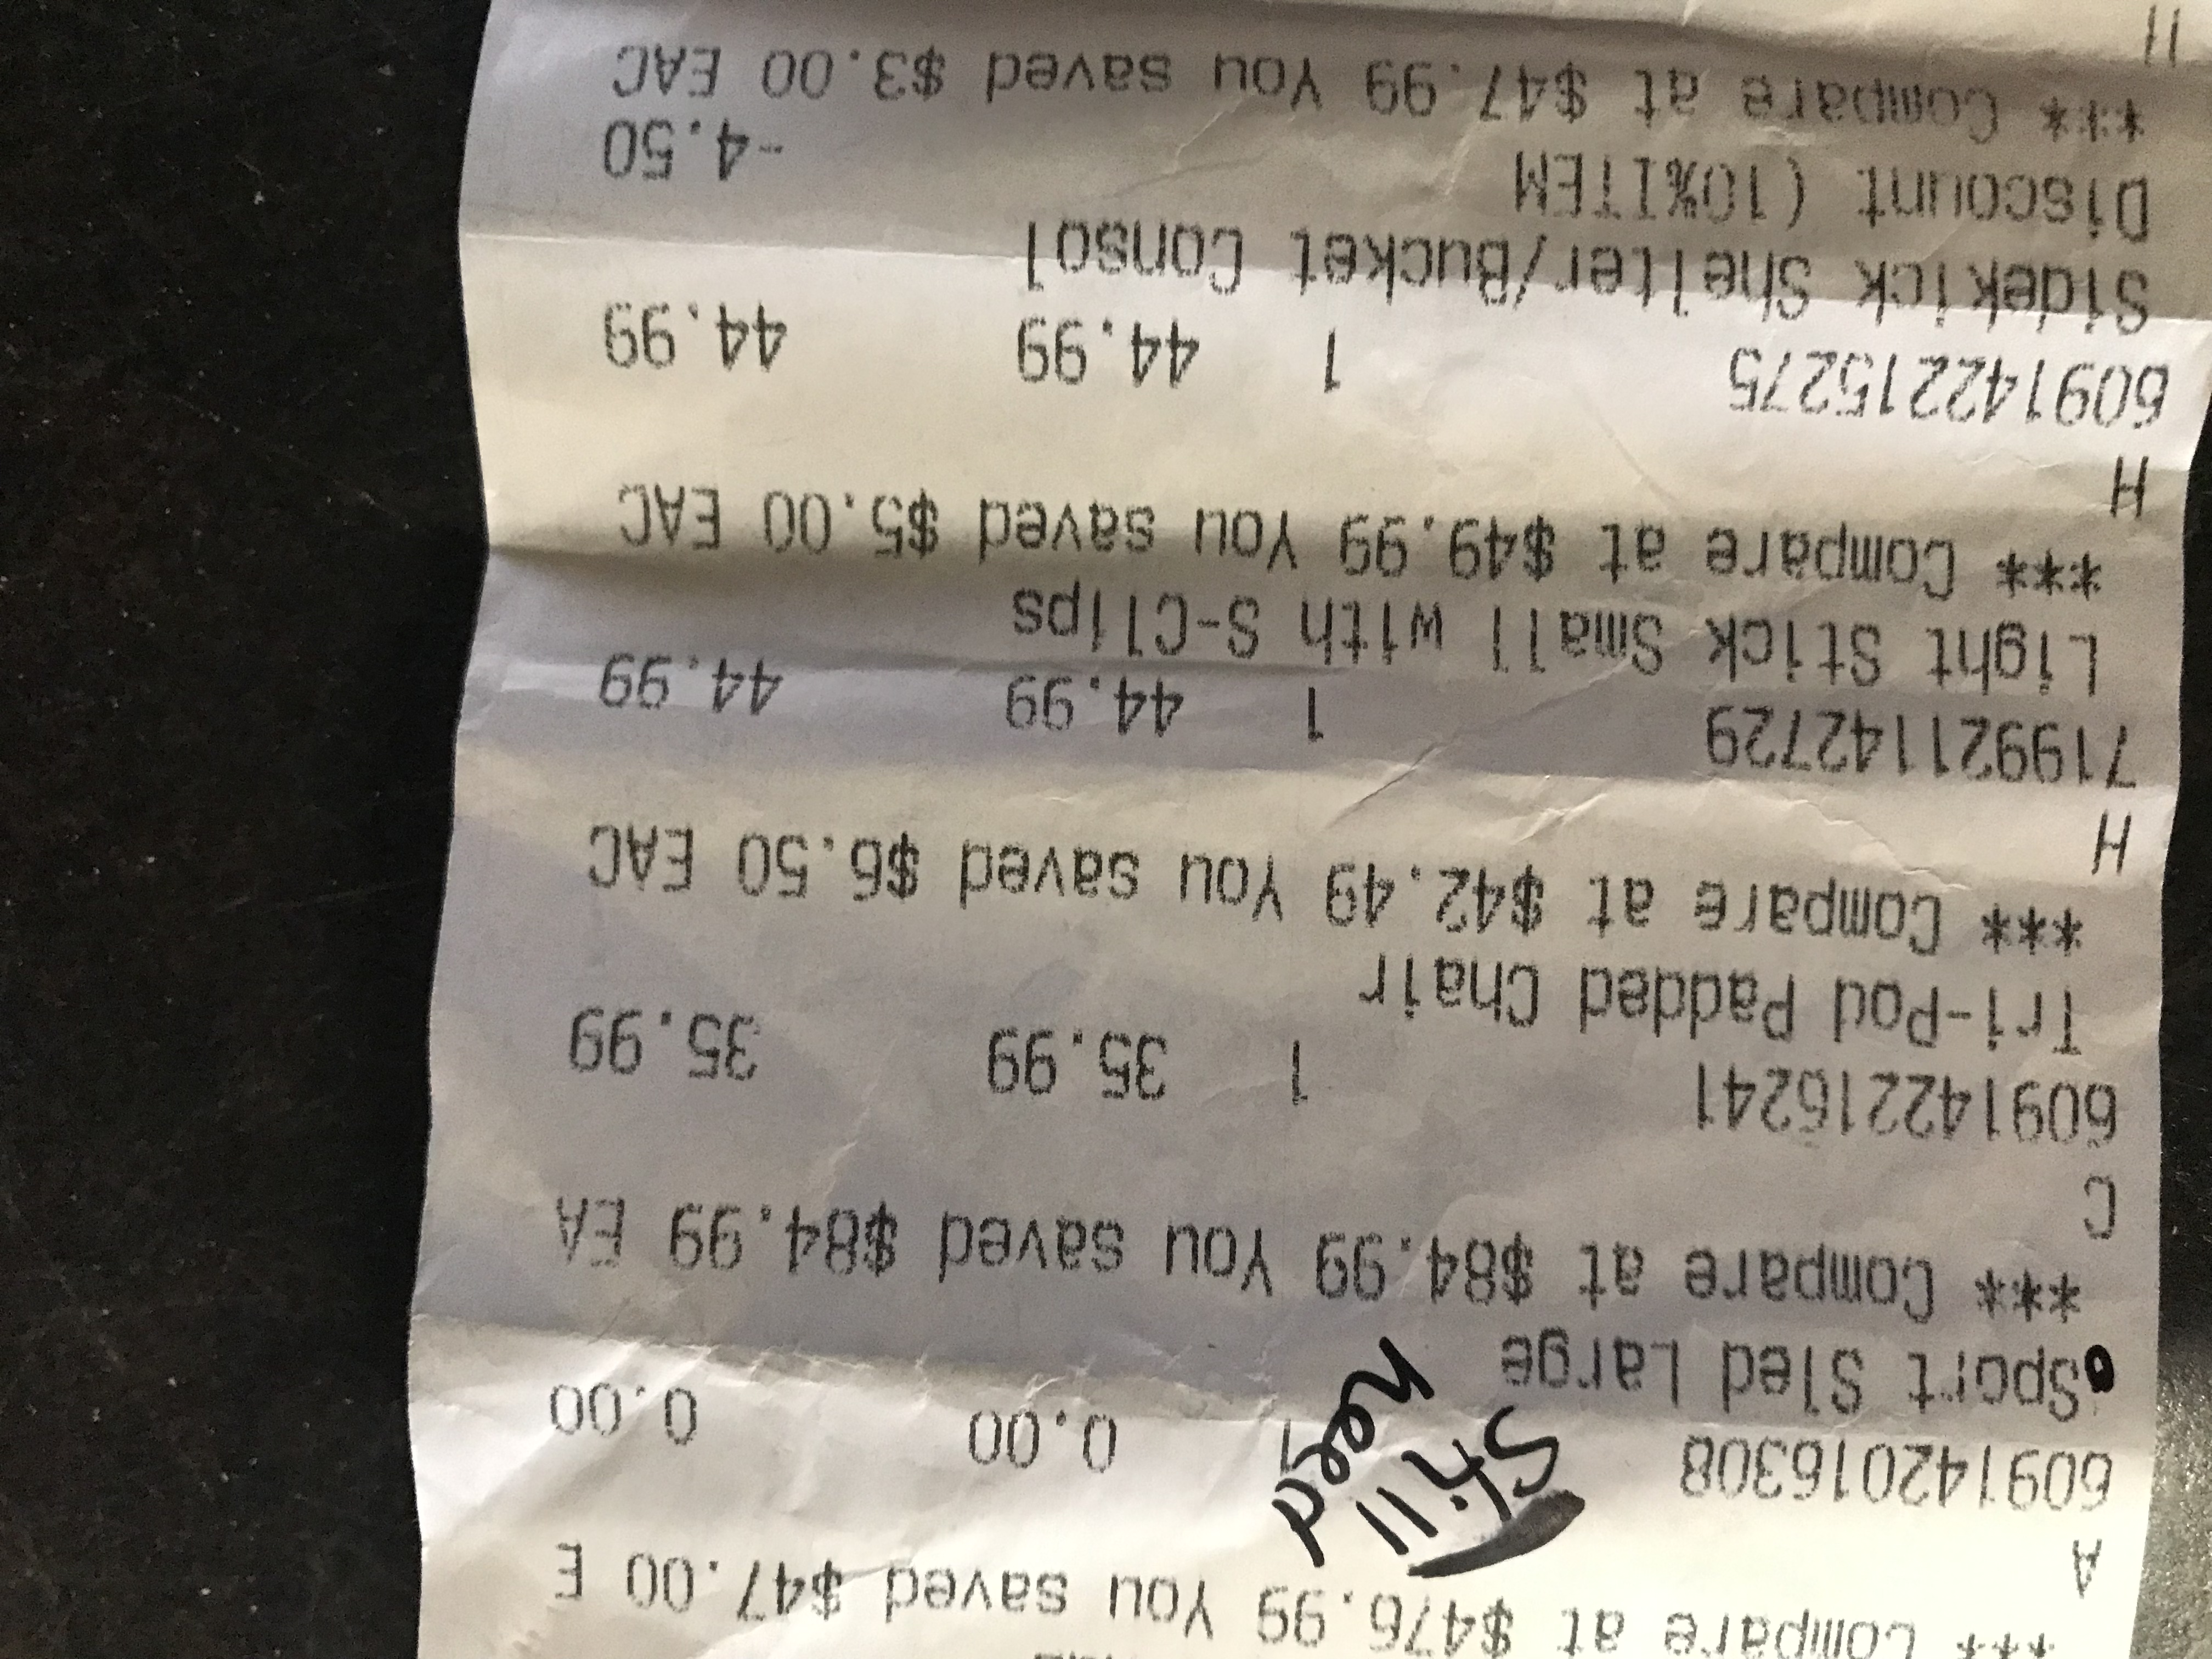 *** Compare at $476.99 You saved $47.00 E
A
609142016308 1 0.00 0.00
Still
need
Sport Sled Large
*** Compare at $84.99 You saved $84.99 EA
C
609142216241 1 35.99 35.99
Tri-Pod Padded Chair
*** Compare at $42.49 You saved $6.50 EAC
H
719921142729 1 44.99 44.99
Light Stick Small with S-Clips
*** Compare at $49.99 You saved $5.00 EAC
H
609142215275 1 44.99 44.99
Sidekick Shelter/Bucket Consol
Discount (10%ITEM -4.50
*** Compare at $47.99 You saved $3.00 EAC
H